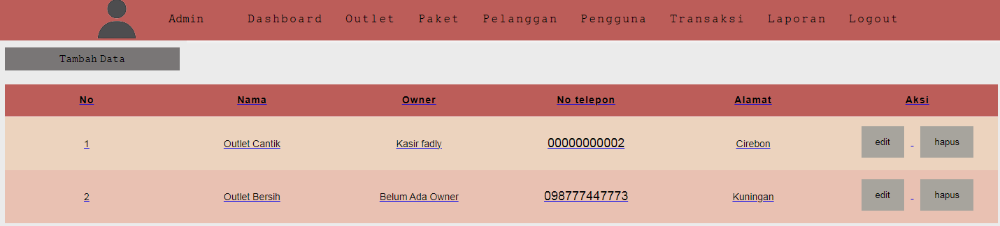 Admin Dashboard Outlet Paket Pelanggan Pengguna Transaksi Laporan Logout
Tambah Data
No Nama Owner No telepon Alamat Aksi
1 Outlet Cantik Kasir fadly 00000000002 Cirebon edit - hapus
2 Outlet Bersih Belum Ada Owner 098777447773 Kuningan edit - hapus